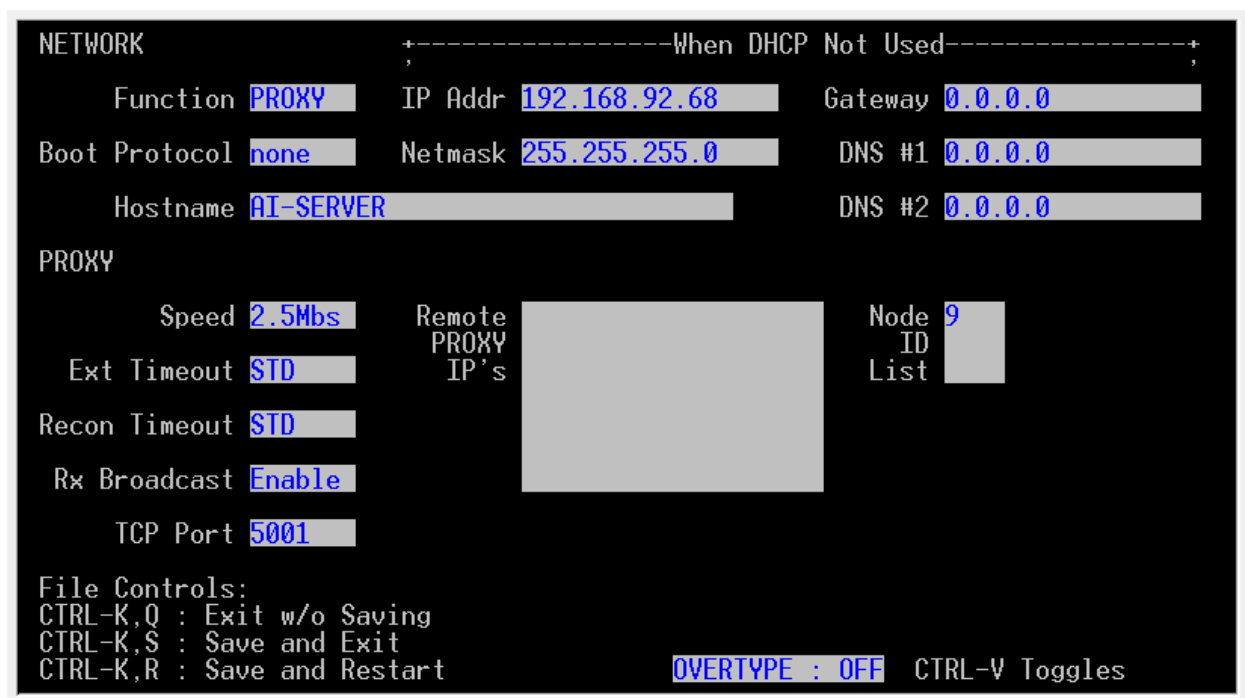 NETWORK +-----------------When DHCP Not Used----------------+
Function PROXY IP Addr 192.168.92.68 Gateway 0.0.0.0
Boot Protocol none Netmask 255.255.255.0 DNS #1 0.0.0.0
Hostname AI-SERVER DNS #2 0.0.0.0
PROXY
Speed 2.5Mbs Remote Node 9
PROXY ID
Ext Timeout STD IP's List
Recon Timeout STD
Rx Broadcast Enable
TCP Port 5001
File Controls:
CTRL-K,Q : Exit w/o Saving
CTRL-K,S : Save and Exit
CTRL-K,R : Save and Restart OVERTYPE : OFF CTRL-V Toggles